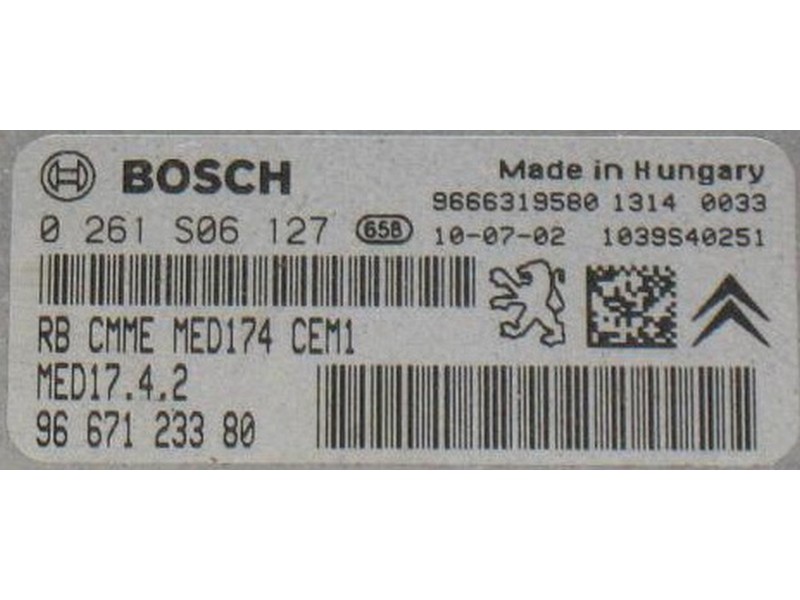 BOSCH
Made in Hungary
9666319580 1314 0033
0 261 S06 127 658
10-07-02 1039S40251
RB CMME MED174 CEM1
MED17.4.2
96 671 233 80